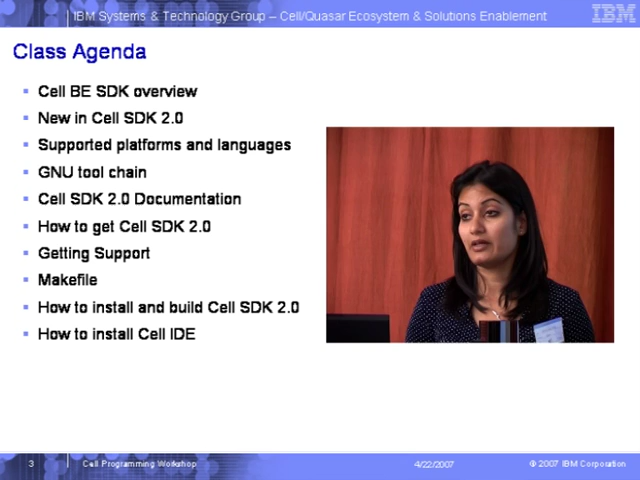 IBM Systems & Technology Group – Cell/Quasar Ecosystem & Solutions Enablement
IBM
Class Agenda
Cell BE SDK overview
New in Cell SDK 2.0
Supported platforms and languages
GNU tool chain
Cell SDK 2.0 Documentation
How to get Cell SDK 2.0
Getting Support
Makefile
How to install and build Cell SDK 2.0
How to install Cell IDE
3
Cell Programming Workshop
4/22/2007
© 2007 IBM Corporation